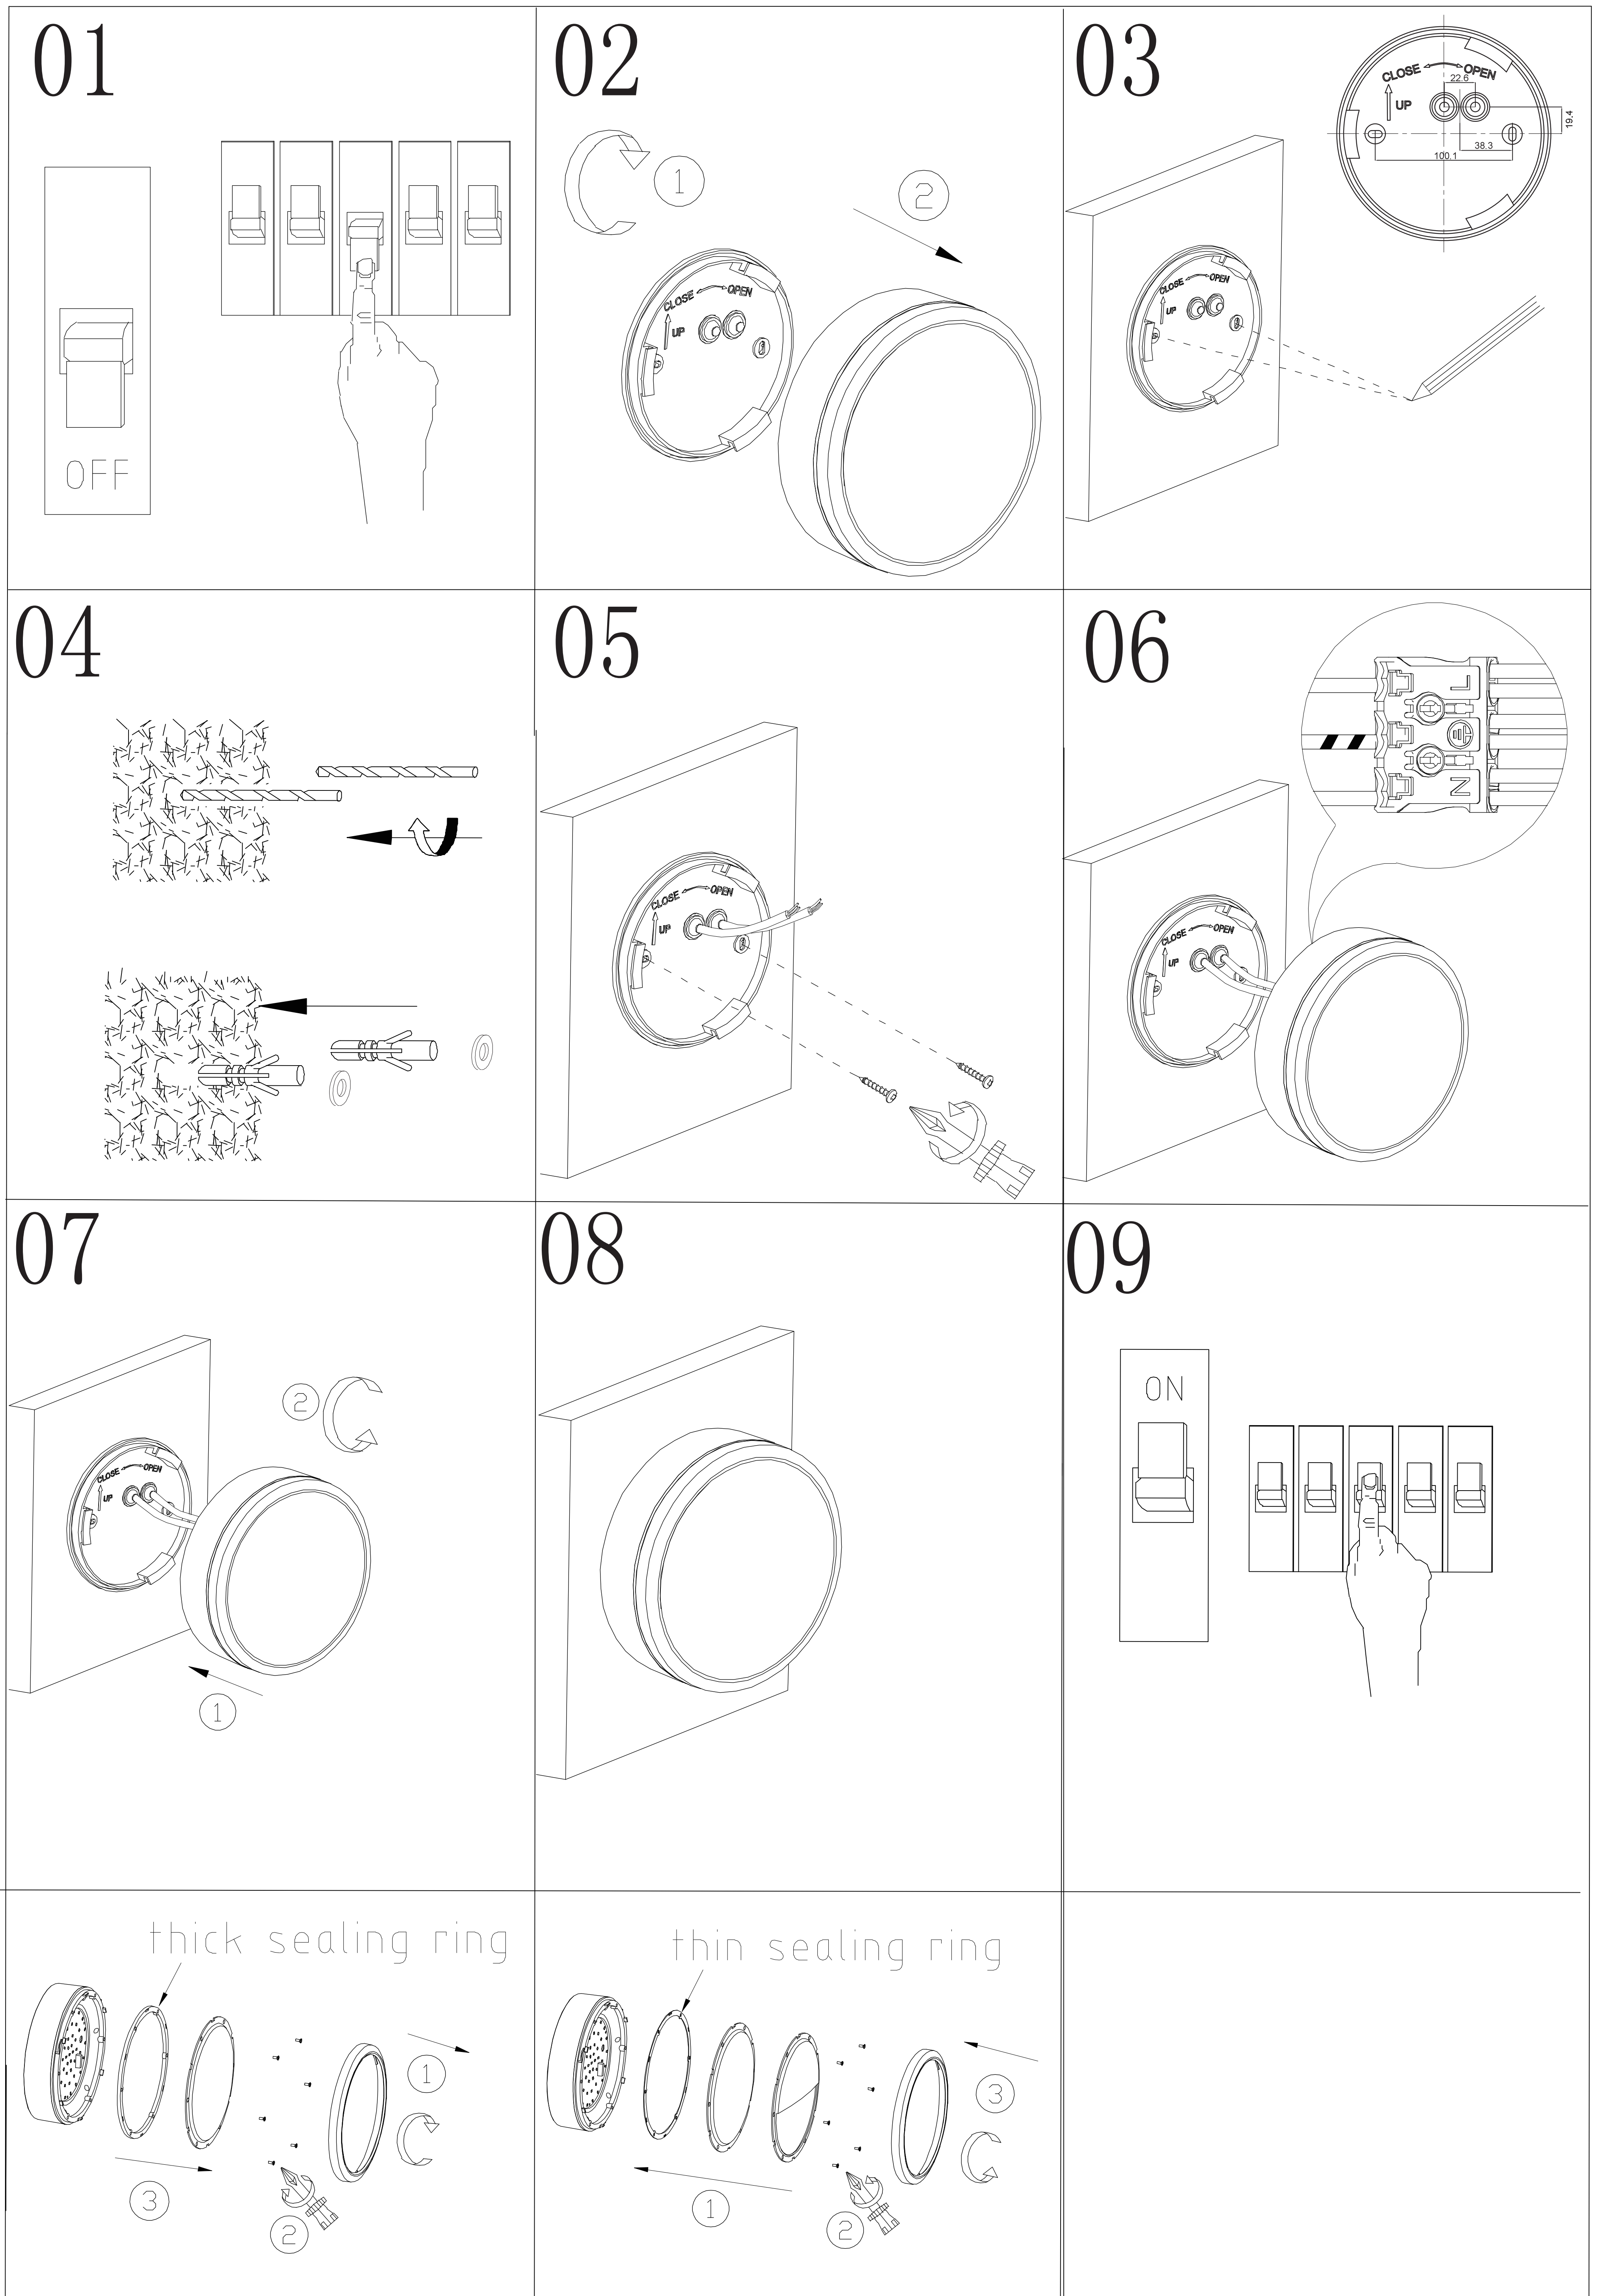 01
OFF
02
1
2
CLOSE OPEN
UP
03
CLOSE OPEN
22.6
UP
19.4
38.3
100.1
CLOSE OPEN
UP
04
05
CLOSE OPEN
UP
06
L
N
CLOSE OPEN
UP
07
2
CLOSE OPEN
UP
1
08
09
ON
thick sealing ring
1
3
2
thin sealing ring
3
1
2